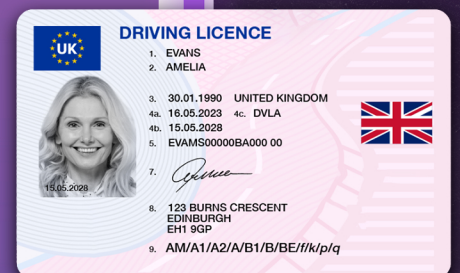 DRIVING LICENCE
UK
1. EVANS
2. AMELIA
3. 30.01.1990 UNITED KINGDOM
4a. 16.05.2023 4c. DVLA
4b. 15.05.2028
5. EVAMS00000BA000 00
7.
15.05.2028
8. 123 BURNS CRESCENT
EDINBURGH
EH1 9GP
9. AM/A1/A2/A/B1/B/BE/f/k/p/q